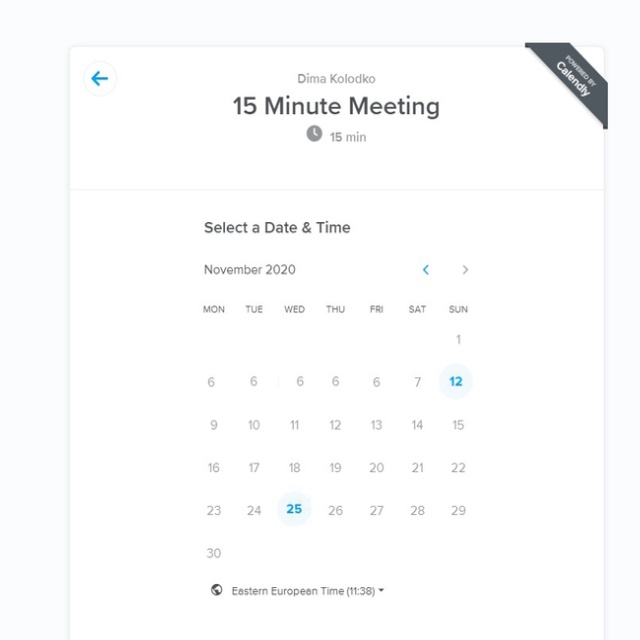 Dima Kolodko
POWERED BY
Calendly
15 Minute Meeting
15 min
Select a Date & Time
November 2020
MON TUE WED THU FRI SAT SUN
1
6 6 6 6 6 7 12
9 10 11 12 13 14 15
16 17 18 19 20 21 22
23 24 25 26 27 28 29
30
Eastern European Time (11:38)